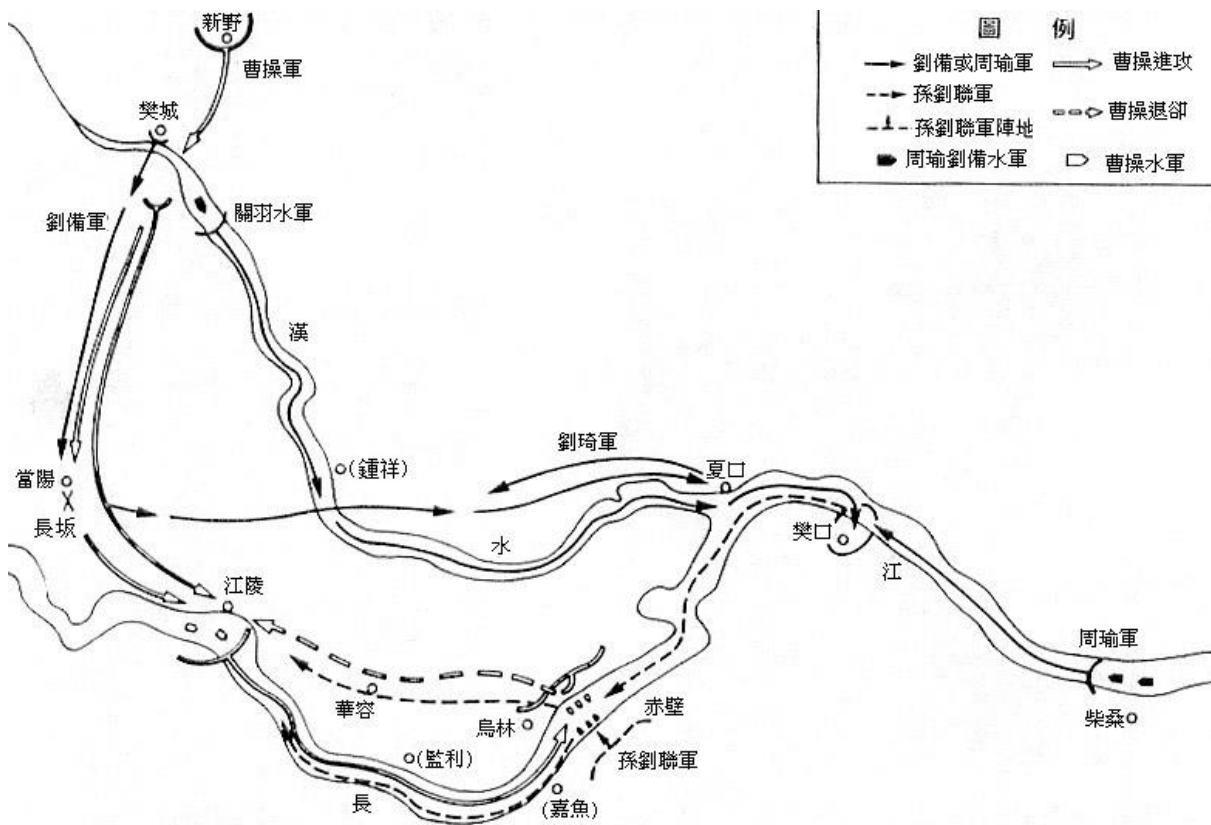 新野
曹操軍
樊城
劉備軍
關羽水軍
漢
當陽
長坂
(鍾祥)
劉琦軍
夏口
水
樊口
江
江陵
周瑜軍
柴桑
華容
烏林
赤壁
孫劉聯軍
(監利)
長
(嘉魚)
圖 例
劉備或周瑜軍
曹操進攻
孫劉聯軍
曹操退卻
孫劉聯軍陣地
周瑜劉備水軍
曹操水軍